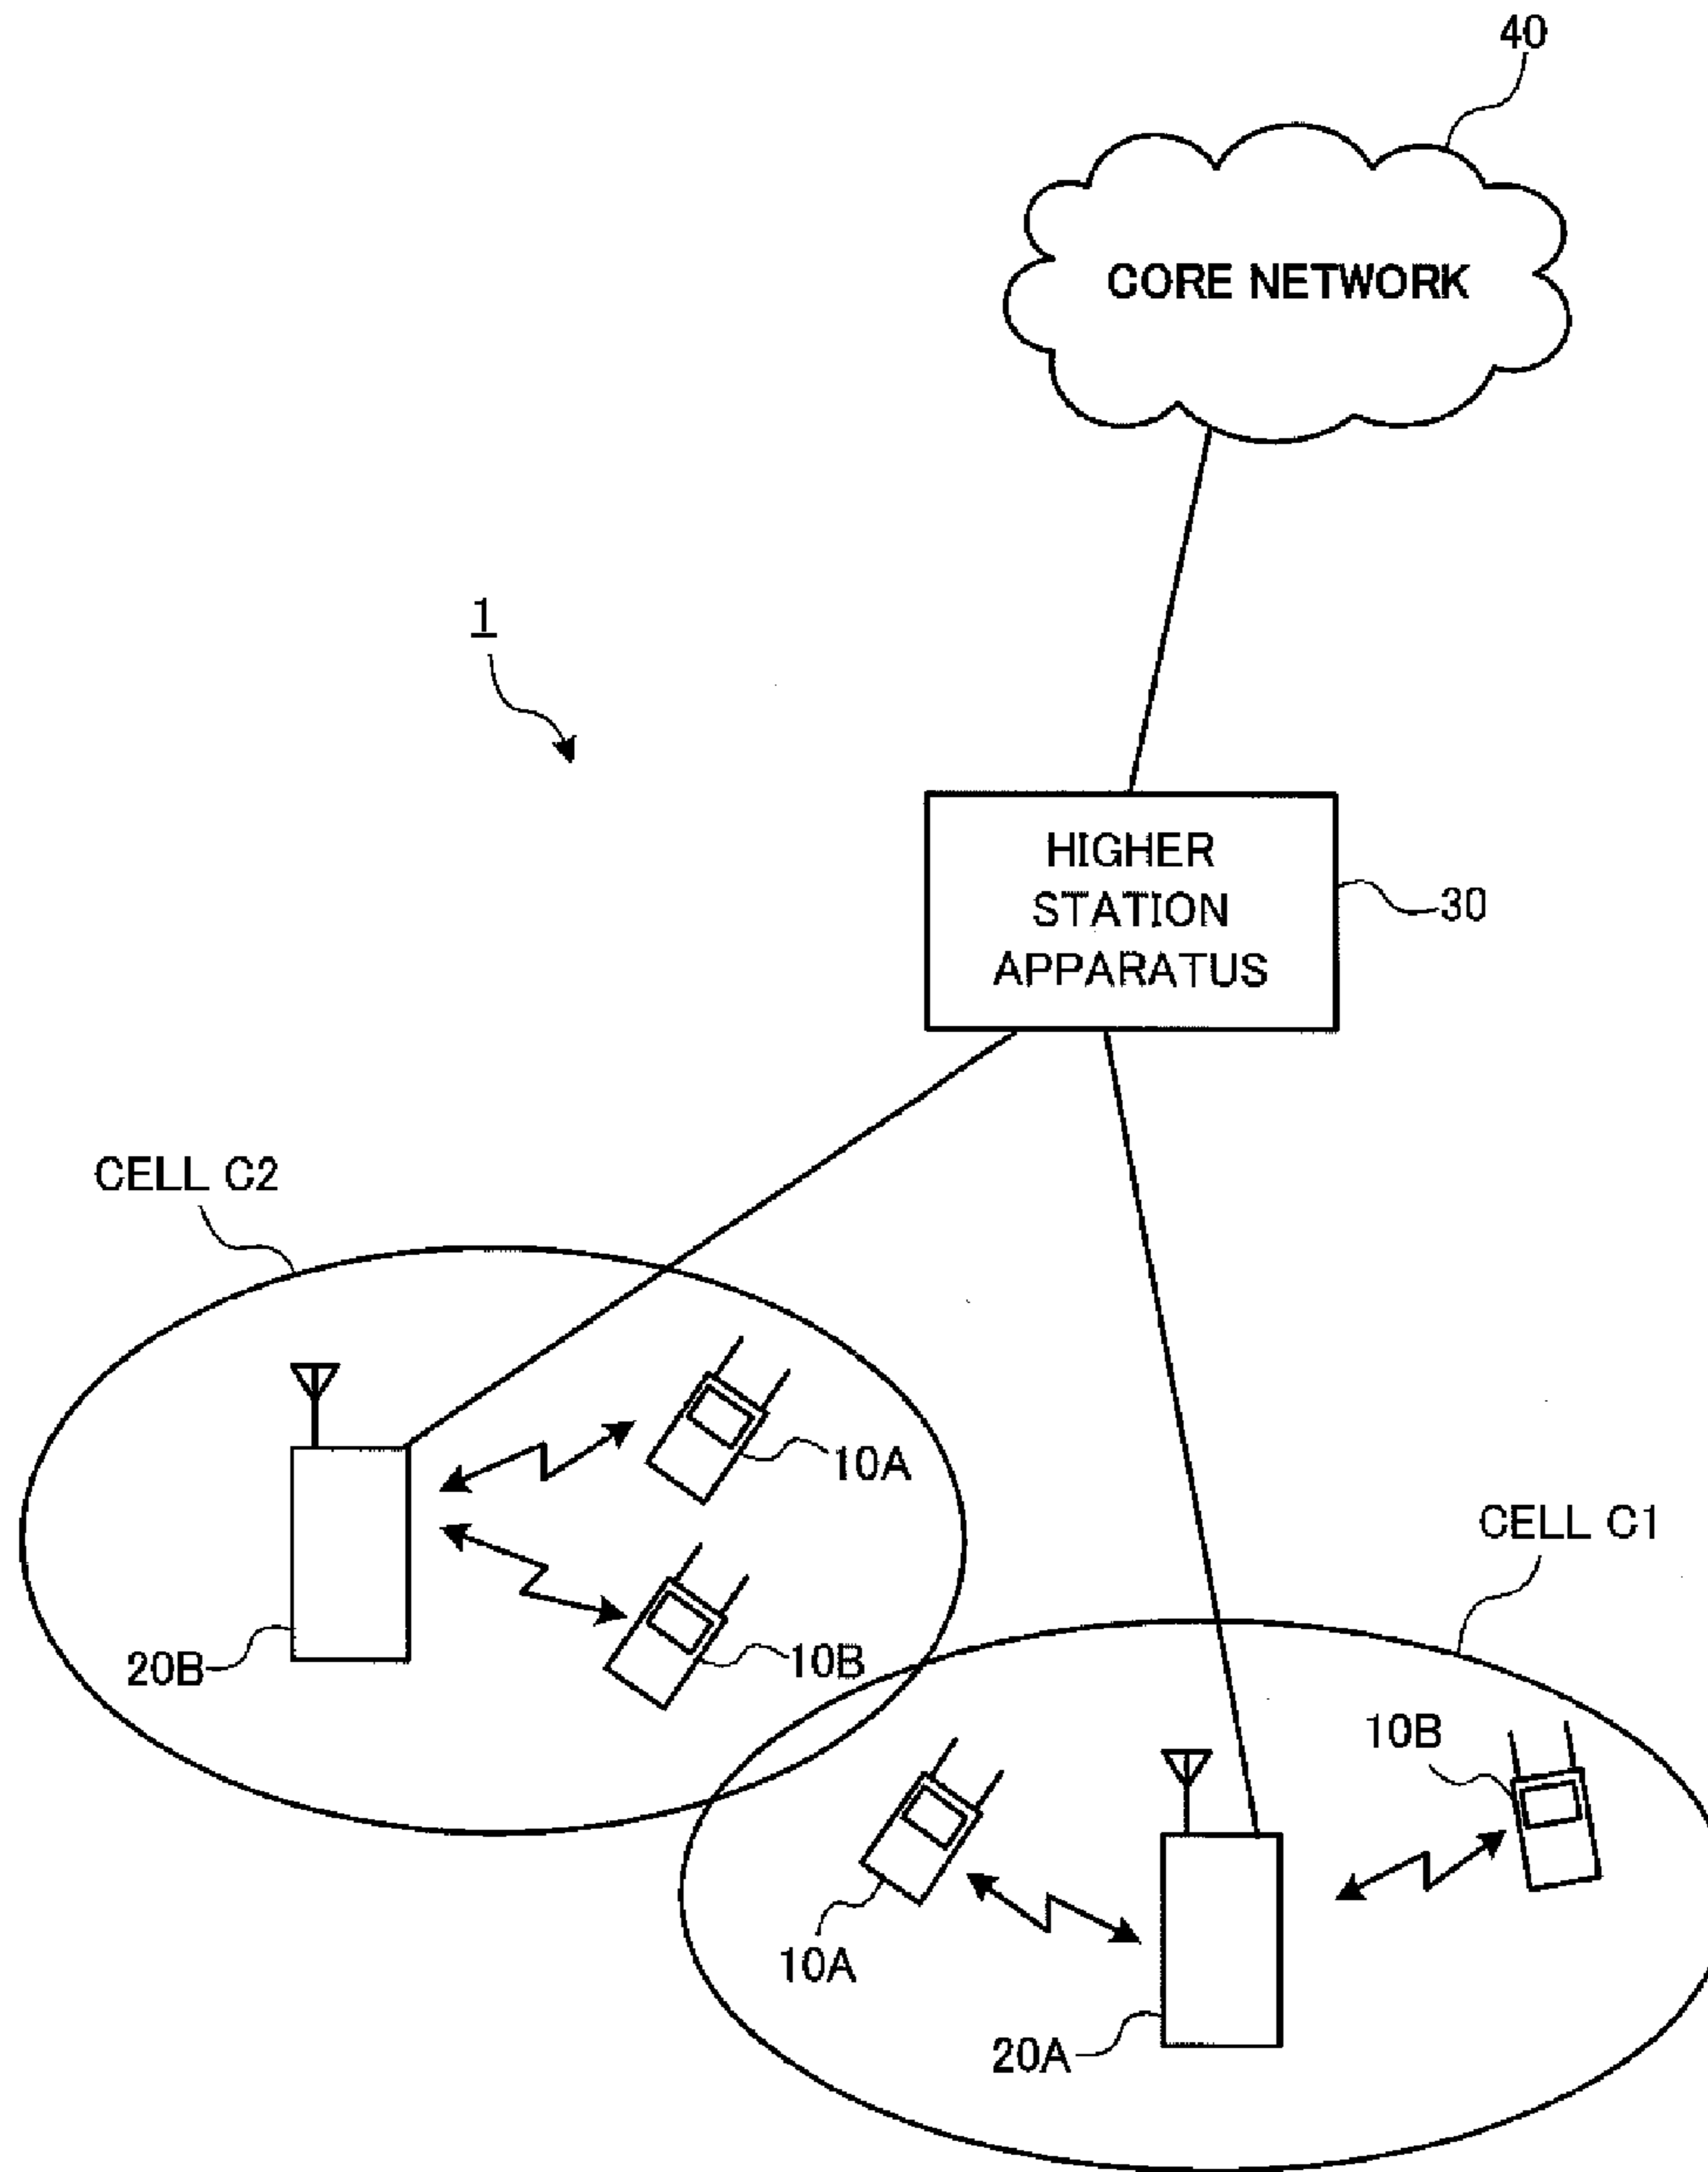 40
CORE NETWORK
1
HIGHER
STATION
APPARATUS
30
CELL C2
10A
CELL C1
20B
10B
10B
10A
20A